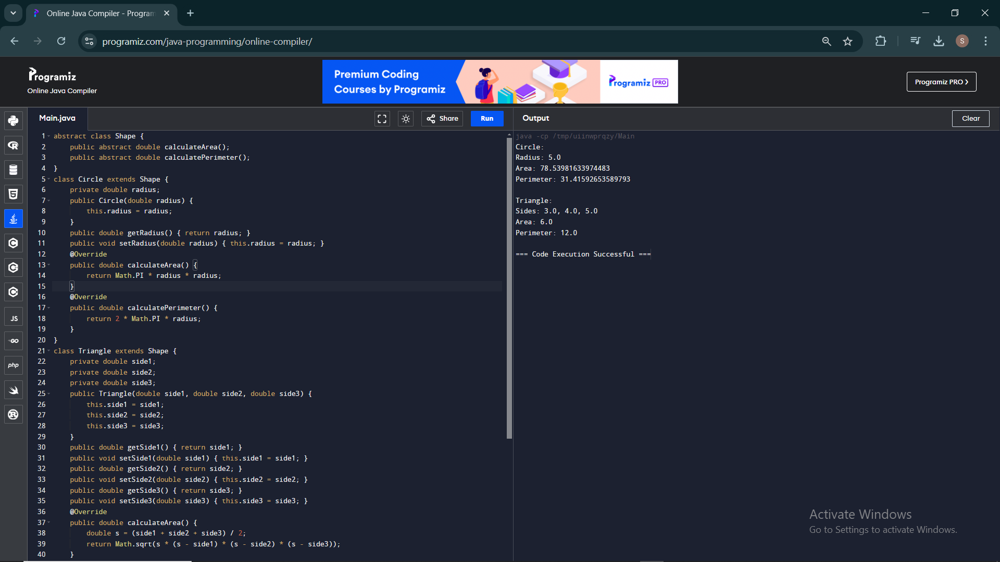 Online Java Compiler - Program
programiz.com/java-programming/online-compiler/
S
Programiz
Online Java Compiler
Premium Coding
Courses by Programiz
Programiz PRO
Programiz PRO
Main.java
Share
Run
Output
Clear
1 abstract class Shape {
2     public abstract double calculateArea();
3     public abstract double calculatePerimeter();
4 }
5 class Circle extends Shape {
6     private double radius;
7     public Circle(double radius) {
8         this.radius = radius;
9     }
10     public double getRadius() { return radius; }
11     public void setRadius(double radius) { this.radius = radius; }
12     @Override
13     public double calculateArea() {
14         return Math.PI * radius * radius;
15     }
16     @Override
17     public double calculatePerimeter() {
18         return 2 * Math.PI * radius;
19     }
20 }
21 class Triangle extends Shape {
22     private double side1;
23     private double side2;
24     private double side3;
25     public Triangle(double side1, double side2, double side3) {
26         this.side1 = side1;
27         this.side2 = side2;
28         this.side3 = side3;
29     }
30     public double getSide1() { return side1; }
31     public void setSide1(double side1) { this.side1 = side1; }
32     public double getSide2() { return side2; }
33     public void setSide2(double side2) { this.side2 = side2; }
34     public double getSide3() { return side3; }
35     public void setSide3(double side3) { this.side3 = side3; }
36     @Override
37     public double calculateArea() {
38         double s = (side1 + side2 + side3) / 2;
39         return Math.sqrt(s * (s - side1) * (s - side2) * (s - side3));
40     }
java -cp /tmp/uiinwprqzy/Main
Circle:
Radius: 5.0
Area: 78.53981633974483
Perimeter: 31.41592653589793
Triangle:
Sides: 3.0, 4.0, 5.0
Area: 6.0
Perimeter: 12.0
=== Code Execution Successful ===
JS
GO
php
Activate Windows
Go to Settings to activate Windows.